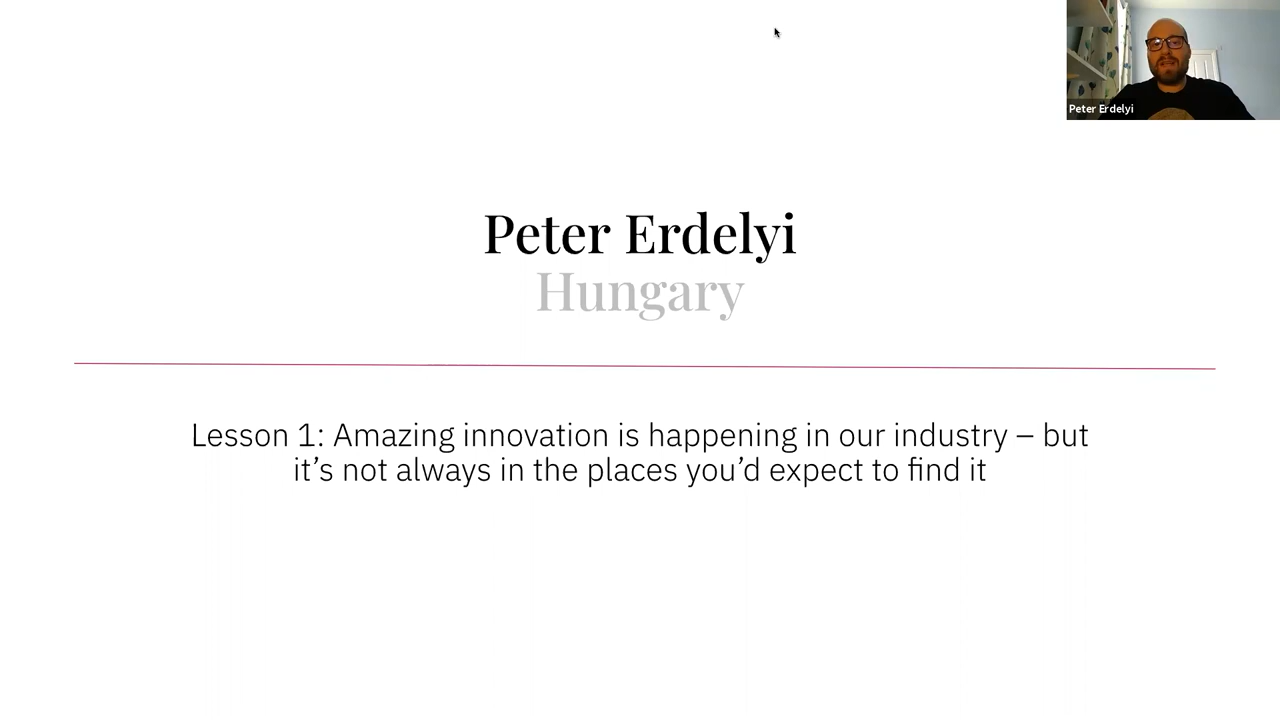 Peter Erdelyi
Peter Erdelyi
Hungary
Lesson 1: Amazing innovation is happening in our industry – but
it’s not always in the places you’d expect to find it